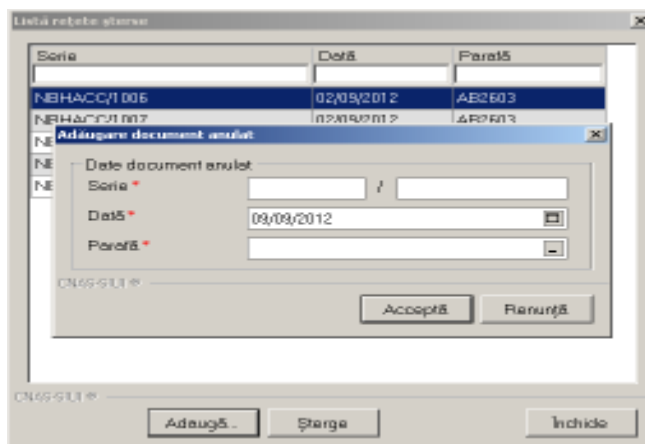 Listă rețete șterse
Serie Dată Parafă
NBHACC/1006 02/09/2012 AB2603
NBHACC/1007 02/09/2012 AB2603
Adăugare document anulat
Date document anulat
Serie * /
Dată * 09/09/2012
Parafă *
CNAS-SIUI ®
Acceptă Renunță
CNAS-SIUI ®
Adaugă... Șterge Închide